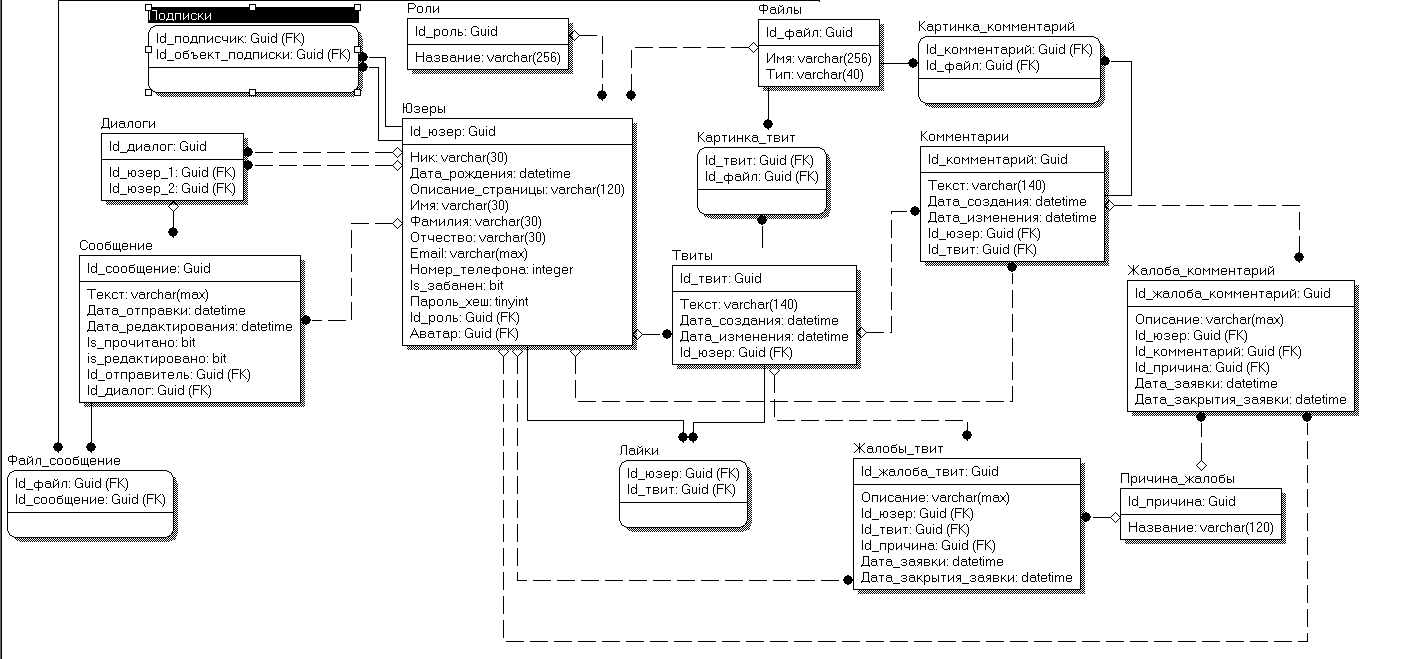 Подписки
Id_подписчик: Guid (FK)
Id_объект_подписки: Guid (FK)
Роли
Id_роль: Guid
Название: varchar(256)
Файлы
Id_файл: Guid
Имя: varchar(256)
Тип: varchar(40)
Картинка_комментарий
Id_комментарий: Guid (FK)
Id_файл: Guid (FK)
Диалоги
Id_диалог: Guid
Id_юзер_1: Guid (FK)
Id_юзер_2: Guid (FK)
Юзеры
Id_юзер: Guid
Ник: varchar(30)
Дата_рождения: datetime
Описание_страницы: varchar(120)
Имя: varchar(30)
Фамилия: varchar(30)
Отчество: varchar(30)
Email: varchar(max)
Номер_телефона: integer
Is_забанен: bit
Пароль_хеш: tinyint
Id_роль: Guid (FK)
Аватар: Guid (FK)
Картинка_твит
Id_твит: Guid (FK)
Id_файл: Guid (FK)
Комментарии
Id_комментарий: Guid
Текст: varchar(140)
Дата_создания: datetime
Дата_изменения: datetime
Id_юзер: Guid (FK)
Id_твит: Guid (FK)
Сообщение
Id_сообщение: Guid
Текст: varchar(max)
Дата_отправки: datetime
Дата_редактирования: datetime
Is_прочитано: bit
is_редактировано: bit
Id_отправитель: Guid (FK)
Id_диалог: Guid (FK)
Твиты
Id_твит: Guid
Текст: varchar(140)
Дата_создания: datetime
Дата_изменения: datetime
Id_юзер: Guid (FK)
Жалоба_комментарий
Id_жалоба_комментарий: Guid
Описание: varchar(max)
Id_юзер: Guid (FK)
Id_комментарий: Guid (FK)
Id_причина: Guid (FK)
Дата_заявки: datetime
Дата_закрытия_заявки: datetime
Файл_сообщение
Id_файл: Guid (FK)
Id_сообщение: Guid (FK)
Лайки
Id_юзер: Guid (FK)
Id_твит: Guid (FK)
Жалобы_твит
Id_жалоба_твит: Guid
Описание: varchar(max)
Id_юзер: Guid (FK)
Id_твит: Guid (FK)
Id_причина: Guid (FK)
Дата_заявки: datetime
Дата_закрытия_заявки: datetime
Причина_жалобы
Id_причина: Guid
Название: varchar(120)